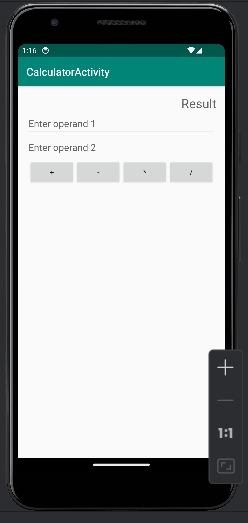 1:16
CalculatorActivity
Result
Enter operand 1
Enter operand 2
+ - * /
1:1